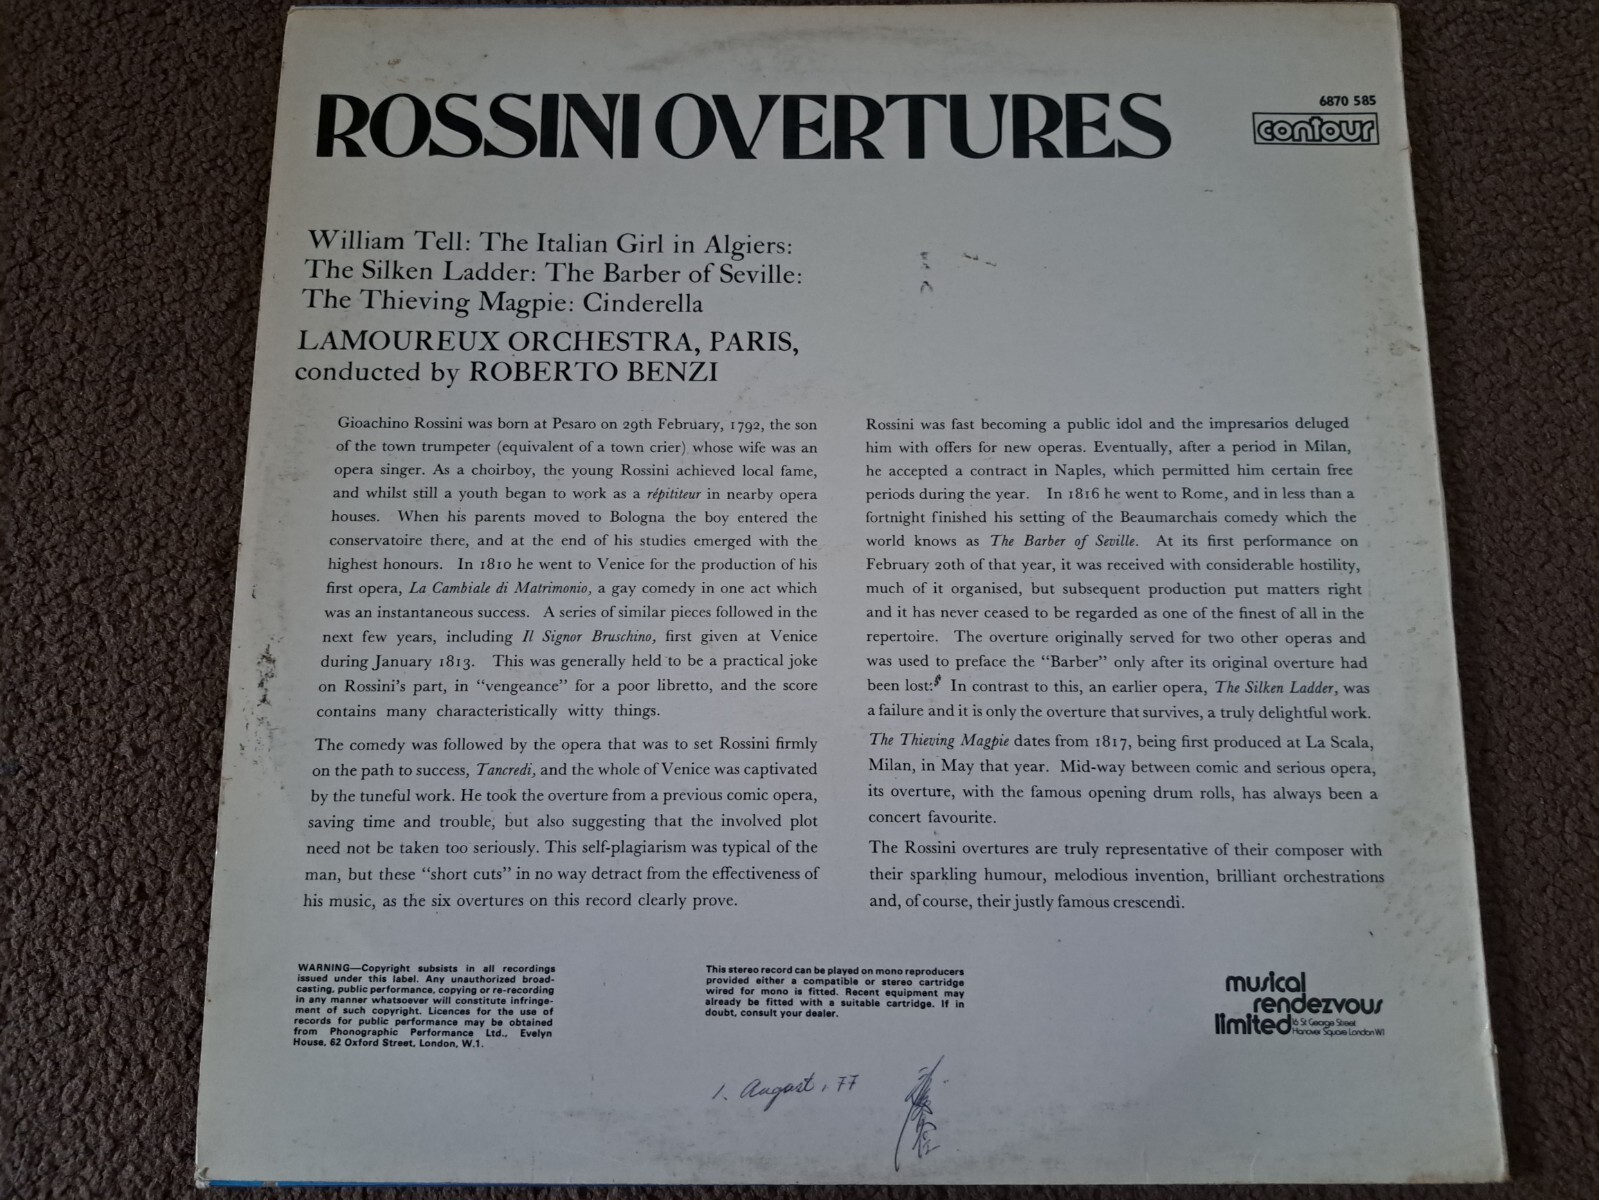 ROSSINI OVERTURES
6870 585
contour
William Tell: The Italian Girl in Algiers:
The Silken Ladder: The Barber of Seville:
The Thieving Magpie: Cinderella
LAMOUREUX ORCHESTRA, PARIS,
conducted by ROBERTO BENZI
Gioachino Rossini was born at Pesaro on 29th February, 1792, the son
of the town trumpeter (equivalent of a town crier) whose wife was an
opera singer. As a choirboy, the young Rossini achieved local fame,
and whilst still a youth began to work as a répititeur in nearby opera
houses. When his parents moved to Bologna the boy entered the
conservatoire there, and at the end of his studies emerged with the
highest honours. In 1810 he went to Venice for the production of his
first opera, La Cambiale di Matrimonio, a gay comedy in one act which
was an instantaneous success. A series of similar pieces followed in the
next few years, including Il Signor Bruschino, first given at Venice
during January 1813. This was generally held to be a practical joke
on Rossini's part, in “vengeance” for a poor libretto, and the score
contains many characteristically witty things.
The comedy was followed by the opera that was to set Rossini firmly
on the path to success, Tancredi, and the whole of Venice was captivated
by the tuneful work. He took the overture from a previous comic opera,
saving time and trouble, but also suggesting that the involved plot
need not be taken too seriously. This self-plagiarism was typical of the
man, but these “short cuts” in no way detract from the effectiveness of
his music, as the six overtures on this record clearly prove.
Rossini was fast becoming a public idol and the impresarios deluged
him with offers for new operas. Eventually, after a period in Milan,
he accepted a contract in Naples, which permitted him certain free
periods during the year. In 1816 he went to Rome, and in less than a
fortnight finished his setting of the Beaumarchais comedy which the
world knows as The Barber of Seville. At its first performance on
February 20th of that year, it was received with considerable hostility,
much of it organised, but subsequent production put matters right
and it has never ceased to be regarded as one of the finest of all in the
repertoire. The overture originally served for two other operas and
was used to preface the “Barber” only after its original overture had
been lost: In contrast to this, an earlier opera, The Silken Ladder, was
a failure and it is only the overture that survives, a truly delightful work.
The Thieving Magpie dates from 1817, being first produced at La Scala,
Milan, in May that year. Mid-way between comic and serious opera,
its overture, with the famous opening drum rolls, has always been a
concert favourite.
The Rossini overtures are truly representative of their composer with
their sparkling humour, melodious invention, brilliant orchestrations
and, of course, their justly famous crescendi.
WARNING—Copyright subsists in all recordings
issued under this label. Any unauthorized broad-
casting, public performance, copying or re-recording
in any manner whatsoever will constitute infringe-
ment of such copyright. Licences for the use of
records for public performance may be obtained
from Phonographic Performance Ltd., Evelyn
House, 62 Oxford Street, London, W.1.
This stereo record can be played on mono reproducers
provided either a compatible or stereo cartridge
wired for mono is fitted. Recent equipment may
already be fitted with a suitable cartridge. If in
doubt, consult your dealer.
musical
rendezvous
limited
16 St George Street
Hanover Square London W1
1. August, 77